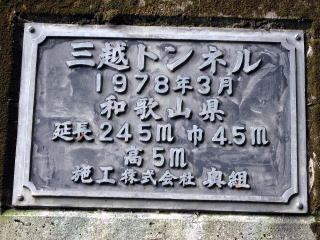 三越トンネル
1978年3月
和歌山県
延長245m 巾4.5m
高5m
施工 株式会社 眞組